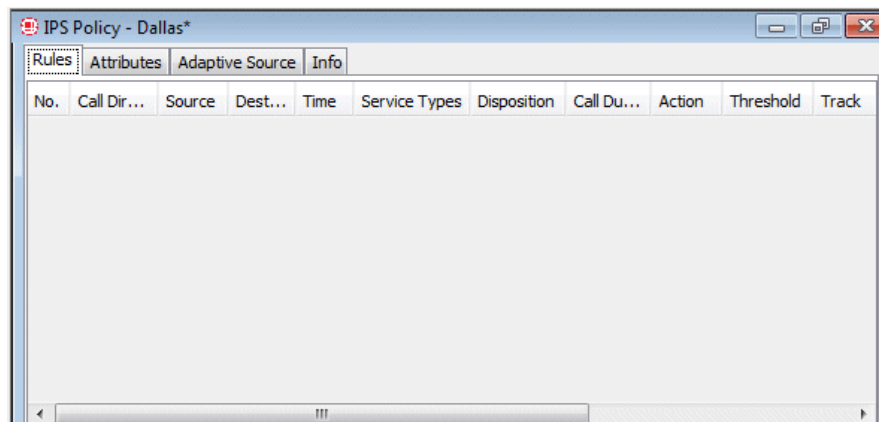 IPS Policy - Dallas*
Rules Attributes Adaptive Source Info
No. Call Dir... Source Dest... Time Service Types Disposition Call Du... Action Threshold Track